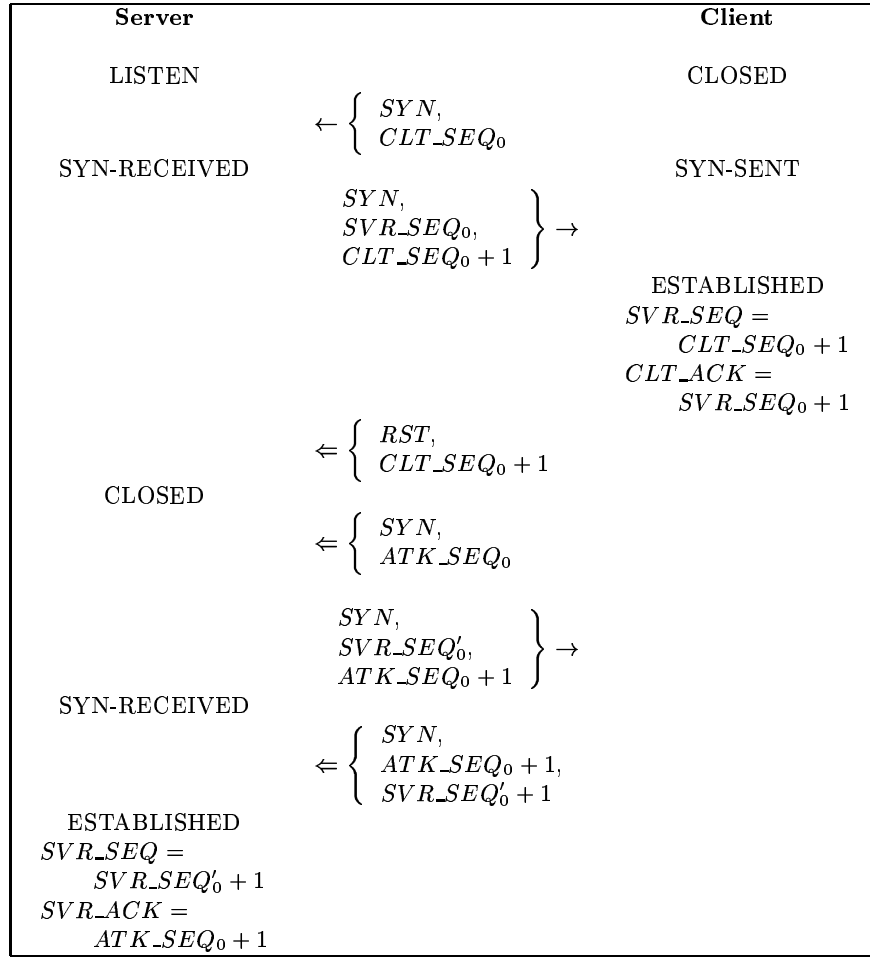 Server Client
LISTEN CLOSED
← { SYN,
CLT_SEQ₀
SYN-RECEIVED SYN-SENT
SYN,
SVR_SEQ₀, } →
CLT_SEQ₀ + 1
ESTABLISHED
SVR_SEQ =
CLT_SEQ₀ + 1
CLT_ACK =
SVR_SEQ₀ + 1
⇐ { RST,
CLT_SEQ₀ + 1
CLOSED
⇐ { SYN,
ATK_SEQ₀
SYN,
SVR_SEQ′₀, } →
ATK_SEQ₀ + 1
SYN-RECEIVED
⇐ { SYN,
ATK_SEQ₀ + 1,
SVR_SEQ′₀ + 1
ESTABLISHED
SVR_SEQ =
SVR_SEQ′₀ + 1
SVR_ACK =
ATK_SEQ₀ + 1